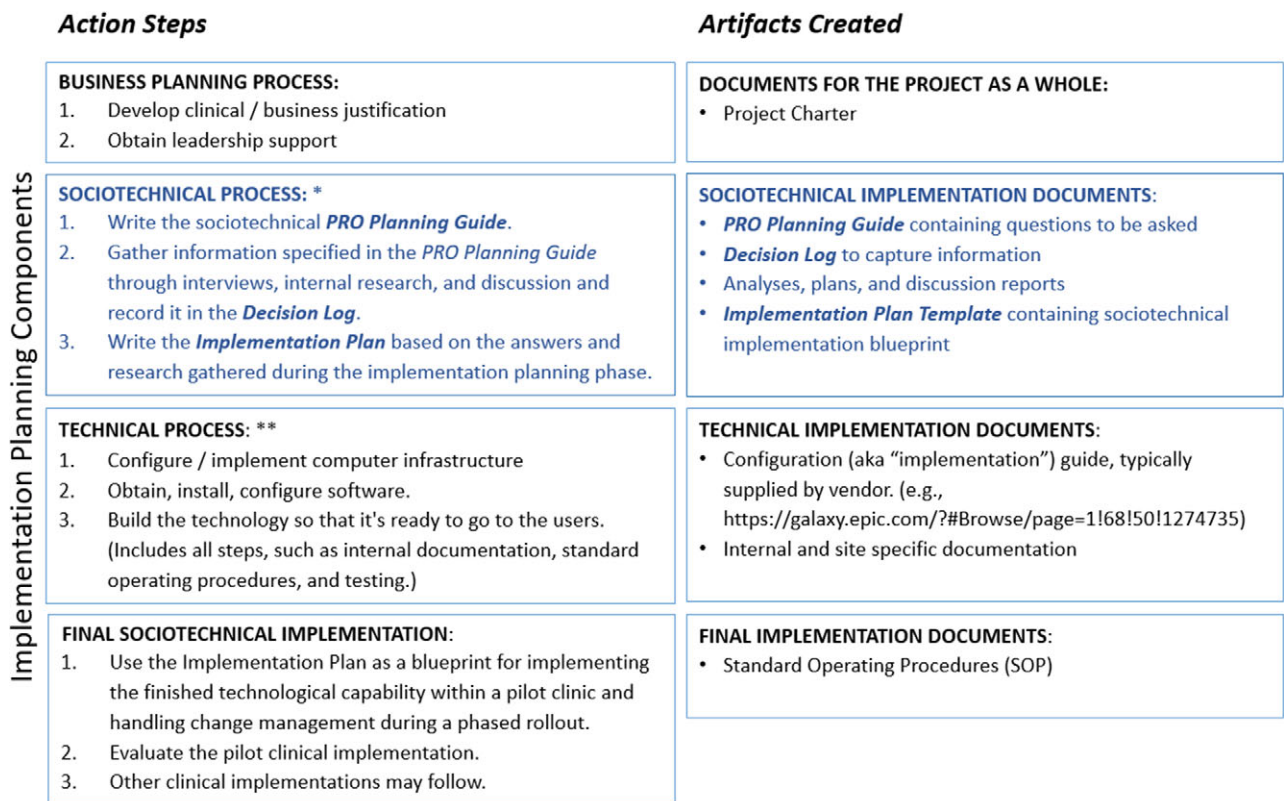 Action Steps
Artifacts Created
Implementation Planning Components
BUSINESS PLANNING PROCESS:
1. Develop clinical / business justification
2. Obtain leadership support
DOCUMENTS FOR THE PROJECT AS A WHOLE:
• Project Charter
SOCIOTECHNICAL PROCESS: *
1. Write the sociotechnical PRO Planning Guide.
2. Gather information specified in the PRO Planning Guide
through interviews, internal research, and discussion and
record it in the Decision Log.
3. Write the Implementation Plan based on the answers and
research gathered during the implementation planning phase.
SOCIOTECHNICAL IMPLEMENTATION DOCUMENTS:
• PRO Planning Guide containing questions to be asked
• Decision Log to capture information
• Analyses, plans, and discussion reports
• Implementation Plan Template containing sociotechnical
implementation blueprint
TECHNICAL PROCESS: **
1. Configure / implement computer infrastructure
2. Obtain, install, configure software.
3. Build the technology so that it's ready to go to the users.
(Includes all steps, such as internal documentation, standard
operating procedures, and testing.)
TECHNICAL IMPLEMENTATION DOCUMENTS:
• Configuration (aka “implementation”) guide, typically
supplied by vendor. (e.g.,
https://galaxy.epic.com/?#Browse/page=1!68!50!1274735)
• Internal and site specific documentation
FINAL SOCIOTECHNICAL IMPLEMENTATION:
1. Use the Implementation Plan as a blueprint for implementing
the finished technological capability within a pilot clinic and
handling change management during a phased rollout.
2. Evaluate the pilot clinical implementation.
3. Other clinical implementations may follow.
FINAL IMPLEMENTATION DOCUMENTS:
• Standard Operating Procedures (SOP)